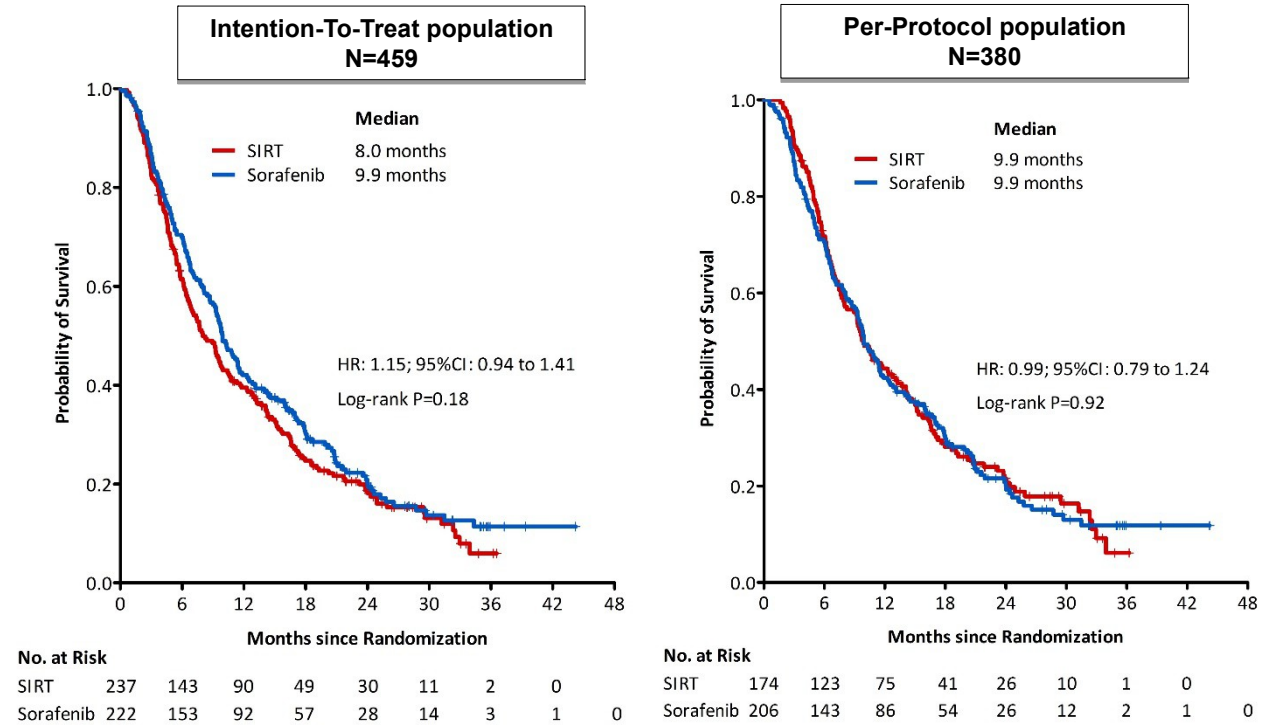 Intention-To-Treat population
N=459
Median
SIRT 8.0 months
Sorafenib 9.9 months
HR: 1.15; 95%CI: 0.94 to 1.41
Log-rank P=0.18
Probability of Survival
1.0
0.8
0.6
0.4
0.2
0.0
0 6 12 18 24 30 36 42 48
Months since Randomization
No. at Risk
SIRT 237 143 90 49 30 11 2 0
Sorafenib 222 153 92 57 28 14 3 1 0
Per-Protocol population
N=380
Median
SIRT 9.9 months
Sorafenib 9.9 months
HR: 0.99; 95%CI: 0.79 to 1.24
Log-rank P=0.92
Probability of Survival
1.0
0.8
0.6
0.4
0.2
0.0
0 6 12 18 24 30 36 42 48
Months since Randomization
No. at Risk
SIRT 174 123 75 41 26 10 1 0
Sorafenib 206 143 86 54 26 12 2 1 0